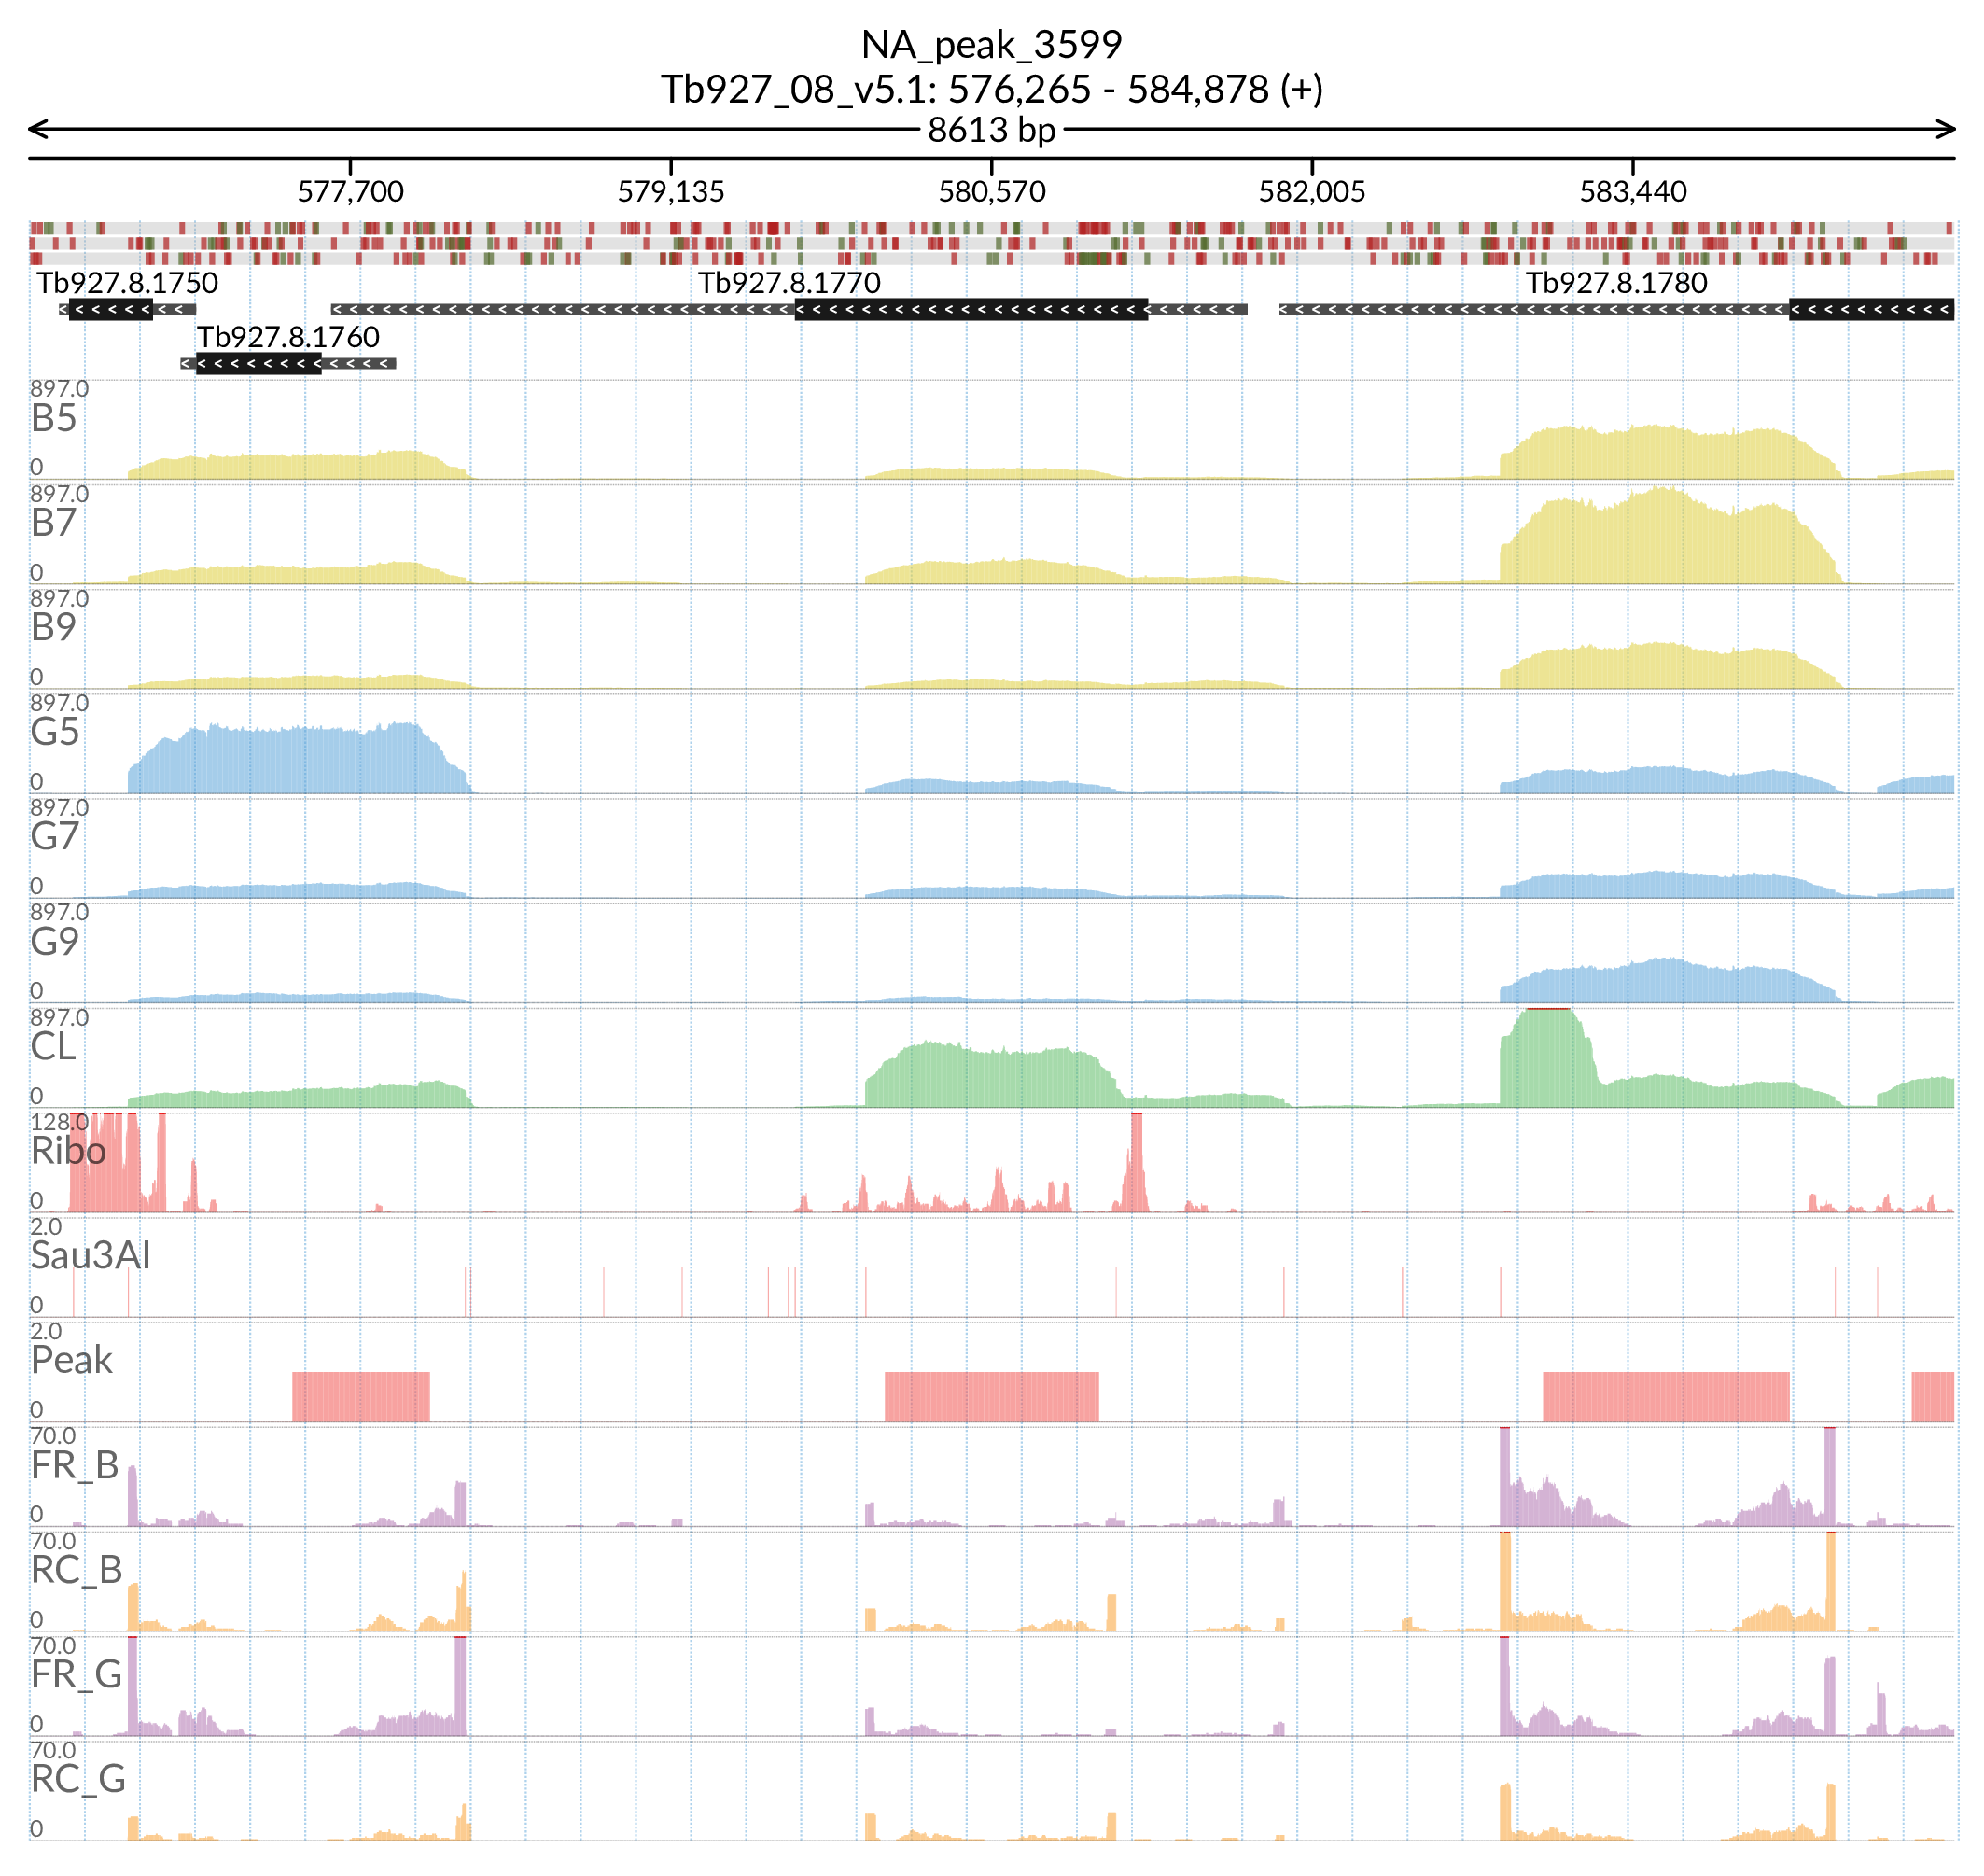 NA_peak_3599
Tb927_08_v5.1: 576,265 - 584,878 (+)
8613 bp
577,700 579,135 580,570 582,005 583,440
Tb927.8.1750 Tb927.8.1770 Tb927.8.1780
Tb927.8.1760
897.0
B5
0
897.0
B7
0
897.0
B9
0
897.0
G5
0
897.0
G7
0
897.0
G9
0
897.0
CL
0
128.0
Ribo
0
2.0
Sau3AI
0
2.0
Peak
0
70.0
FR_B
0
70.0
RC_B
0
70.0
FR_G
0
70.0
RC_G
0